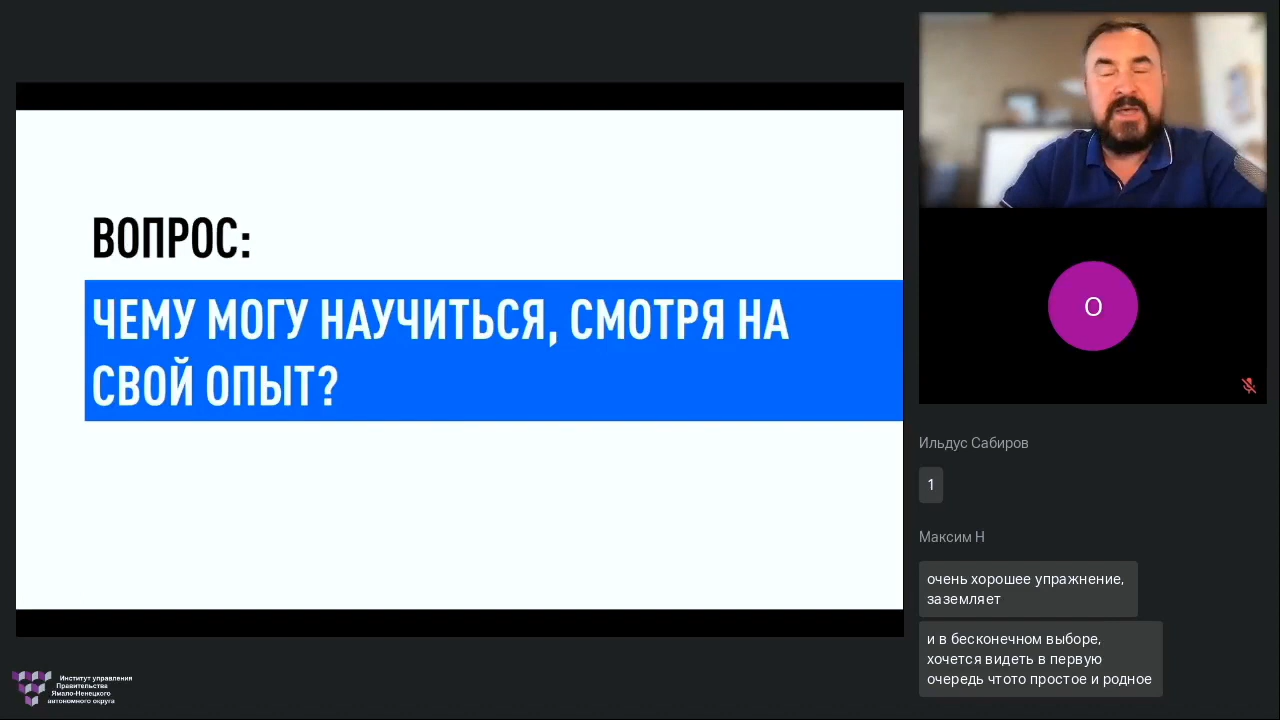 ВОПРОС:
ЧЕМУ МОГУ НАУЧИТЬСЯ, СМОТРЯ НА
СВОЙ ОПЫТ?
О
Ильдус Сабиров
1
Максим Н
очень хорошее упражнение,
заземляет
и в бесконечном выборе,
хочется видеть в первую
очередь чтото простое и родное
Институт управления
Правительства
Ямало-Ненецкого
автономного округа